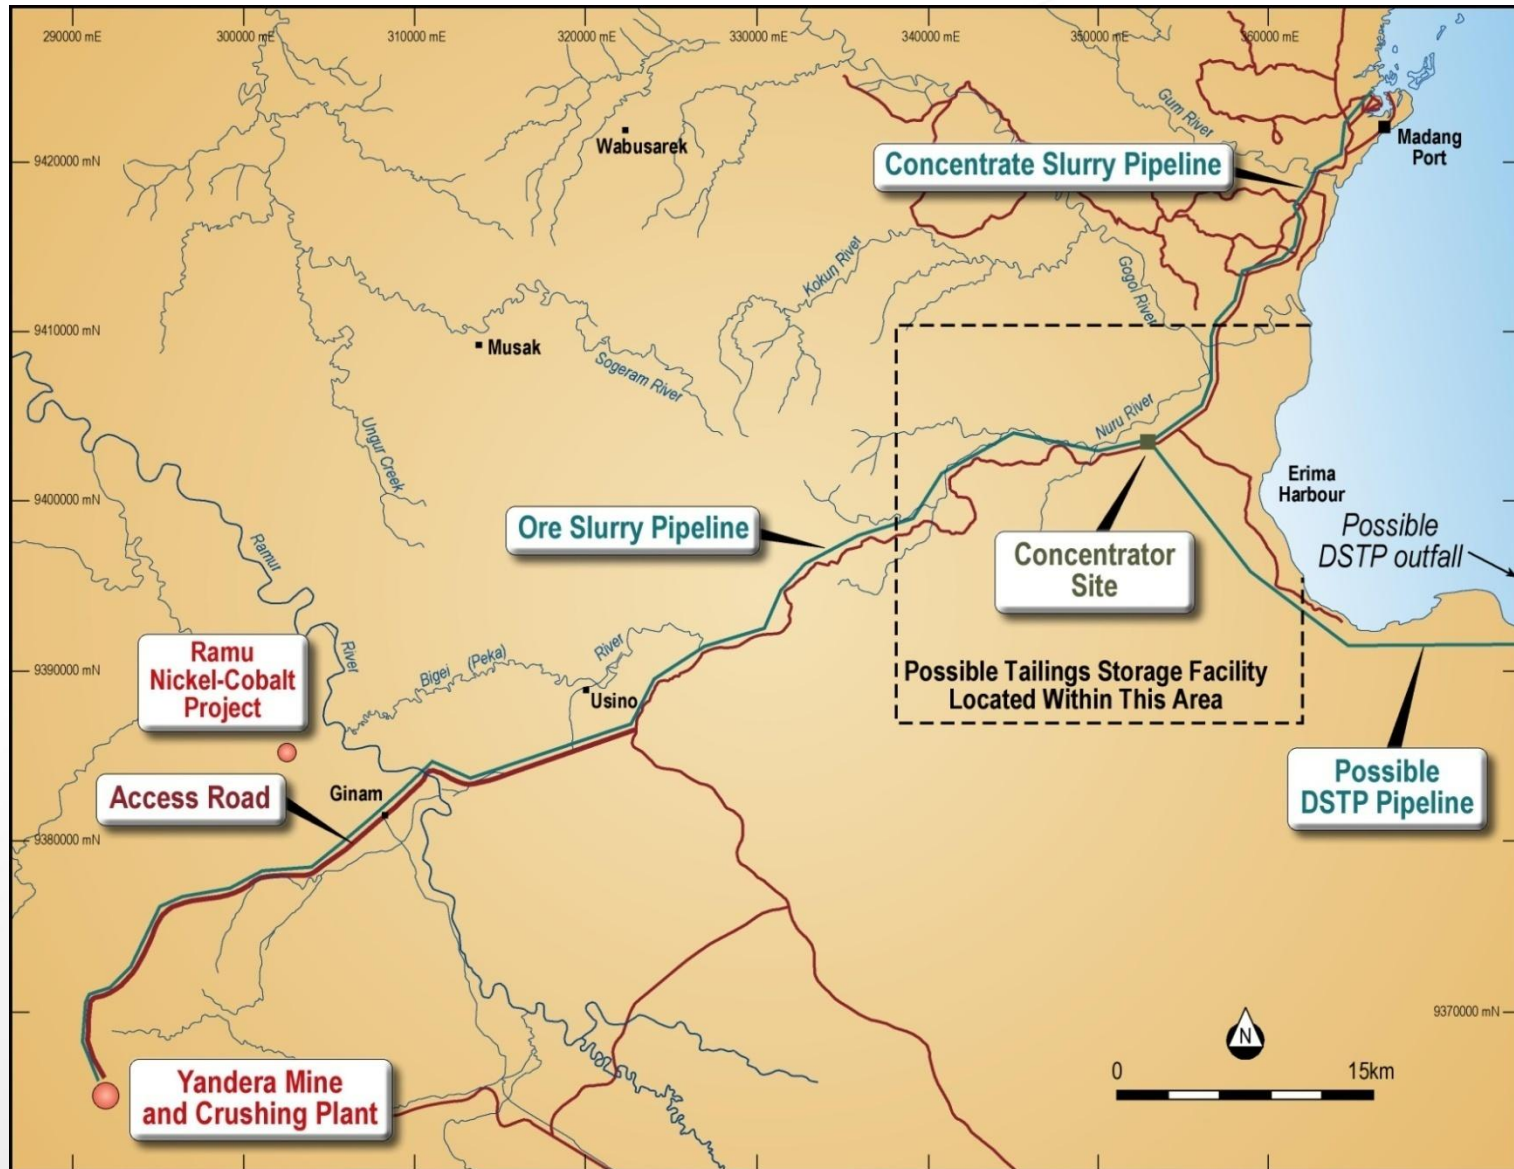 290000 mE
300000 mE
310000 mE
320000 mE
330000 mE
340000 mE
350000 mE
360000 mE
Gum River
Wabusarek
Madang
Port
9420000 mN
Concentrate Slurry Pipeline
Kokun River
Gogol River
9410000 mN
Musak
Sogeram River
Ungur Creek
Nuru River
Erima
Harbour
9400000 mN
Ore Slurry Pipeline
Possible
DSTP outfall
Concentrator
Site
Ramur
River
Ramu
Nickel-Cobalt
Project
Bigei (Peka)
River
9390000 mN
Usino
Possible Tailings Storage Facility
Located Within This Area
Possible
DSTP Pipeline
Access Road
Ginam
9380000 mN
9370000 mN
N
0
15km
Yandera Mine
and Crushing Plant